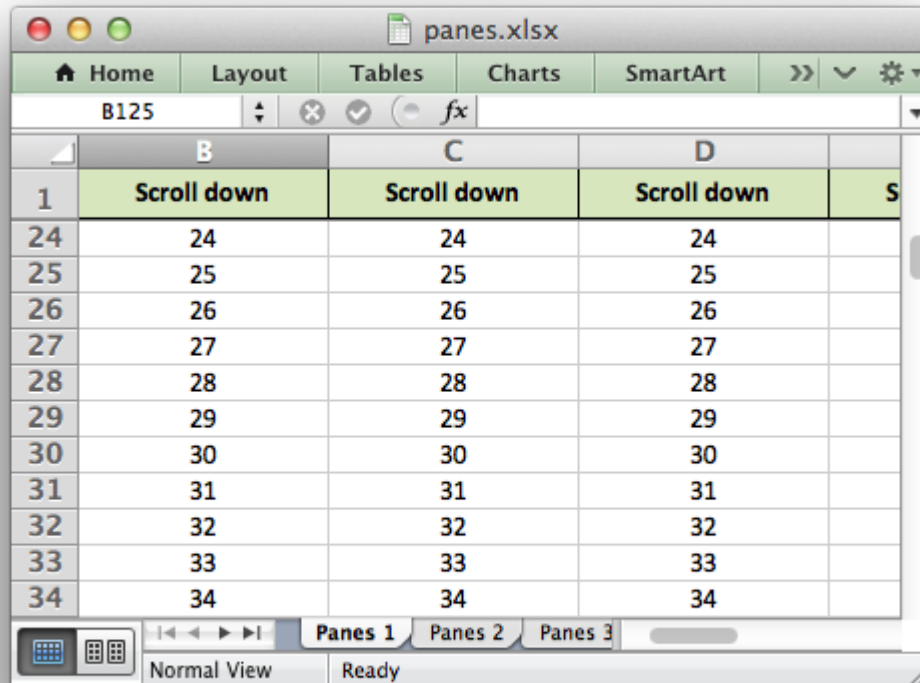 panes.xlsx
Home Layout Tables Charts SmartArt
B125 fx
B C D
1 Scroll down Scroll down Scroll down S
24 24 24 24
25 25 25 25
26 26 26 26
27 27 27 27
28 28 28 28
29 29 29 29
30 30 30 30
31 31 31 31
32 32 32 32
33 33 33 33
34 34 34 34
Panes 1 Panes 2 Panes 3
Normal View Ready